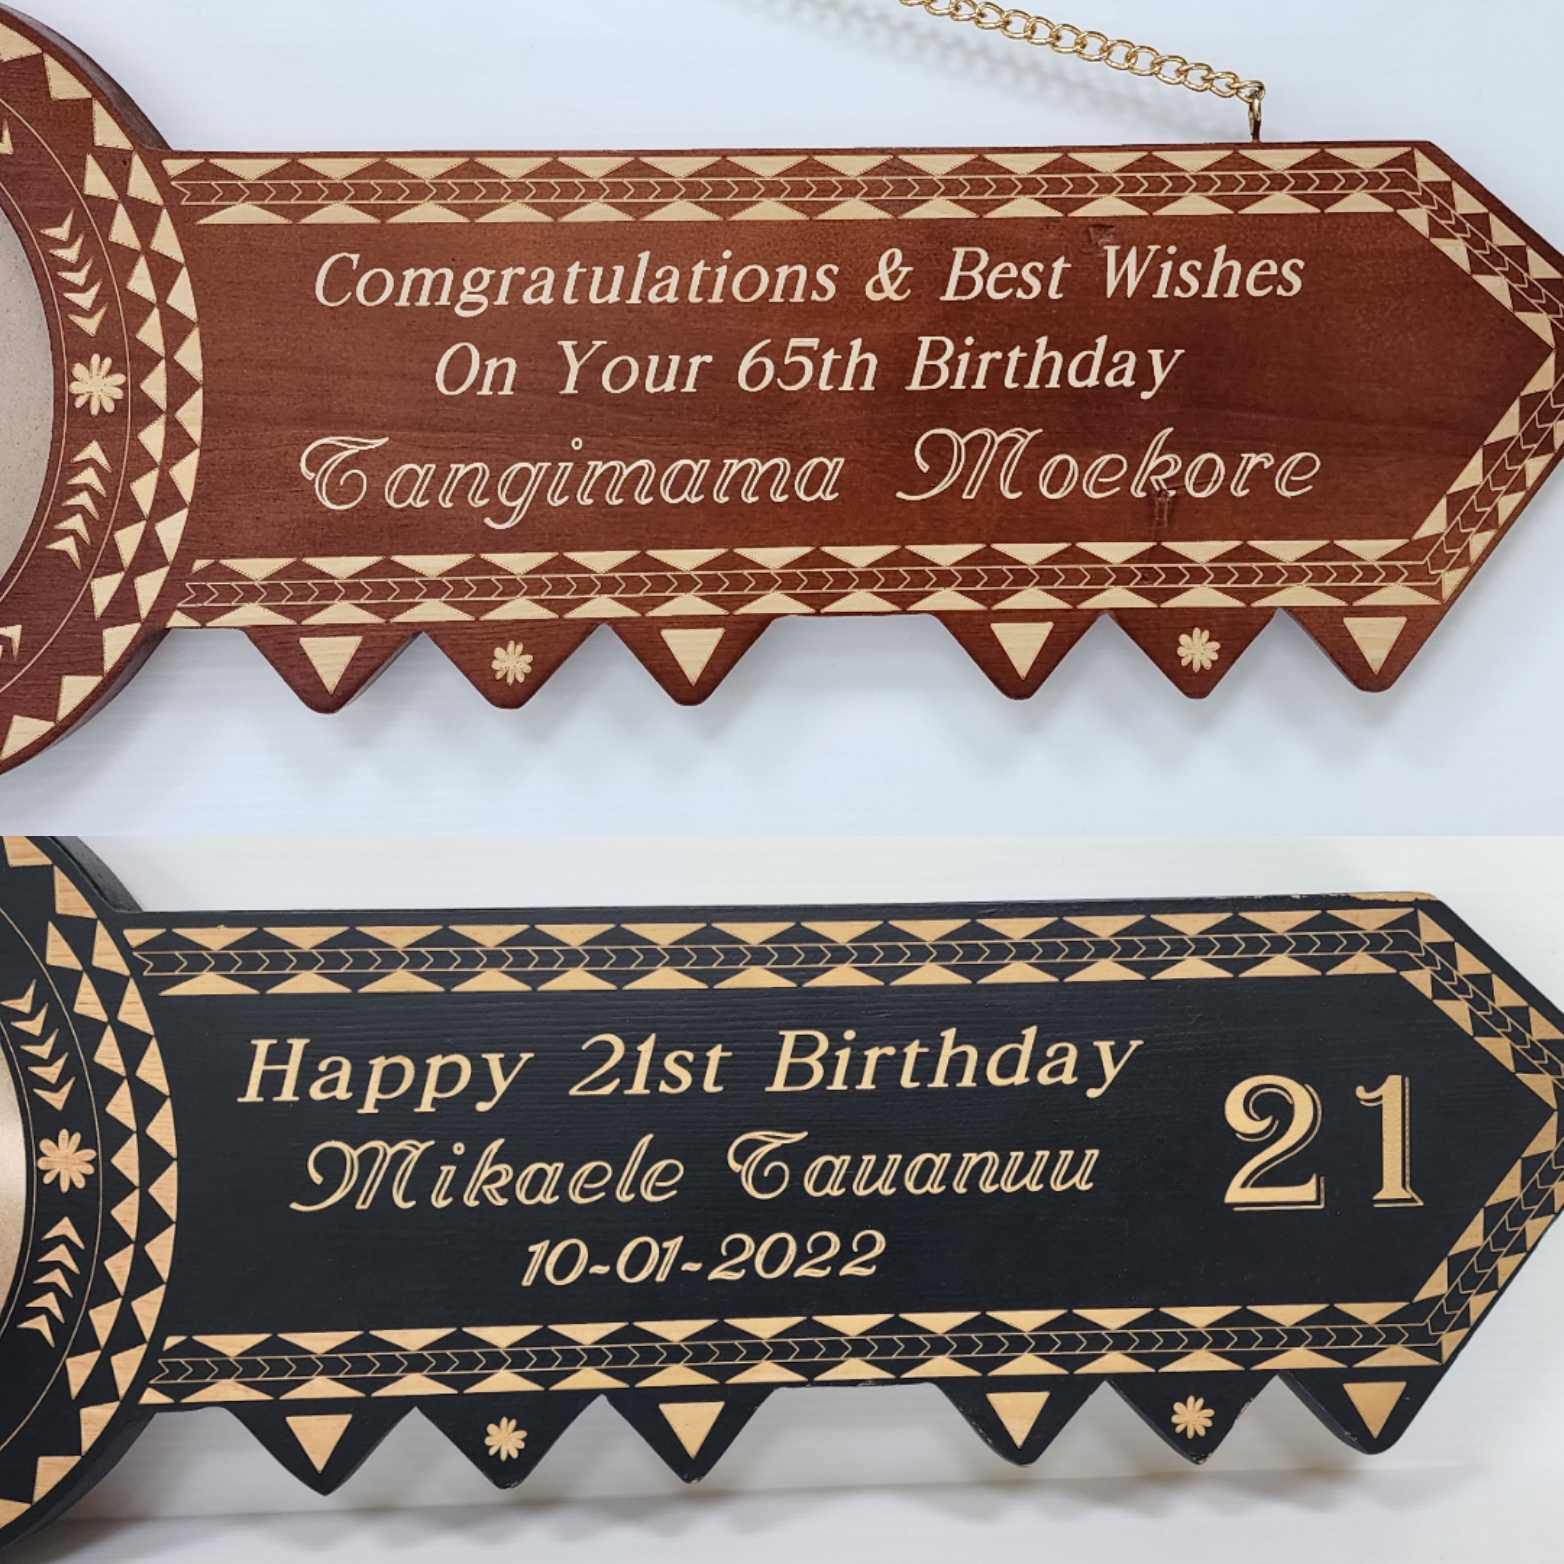 Comgratulations & Best Wishes
On Your 65th Birthday
Tangimama Moekore
Happy 21st Birthday
Mikaele Tauanuu
10-01-2022
21